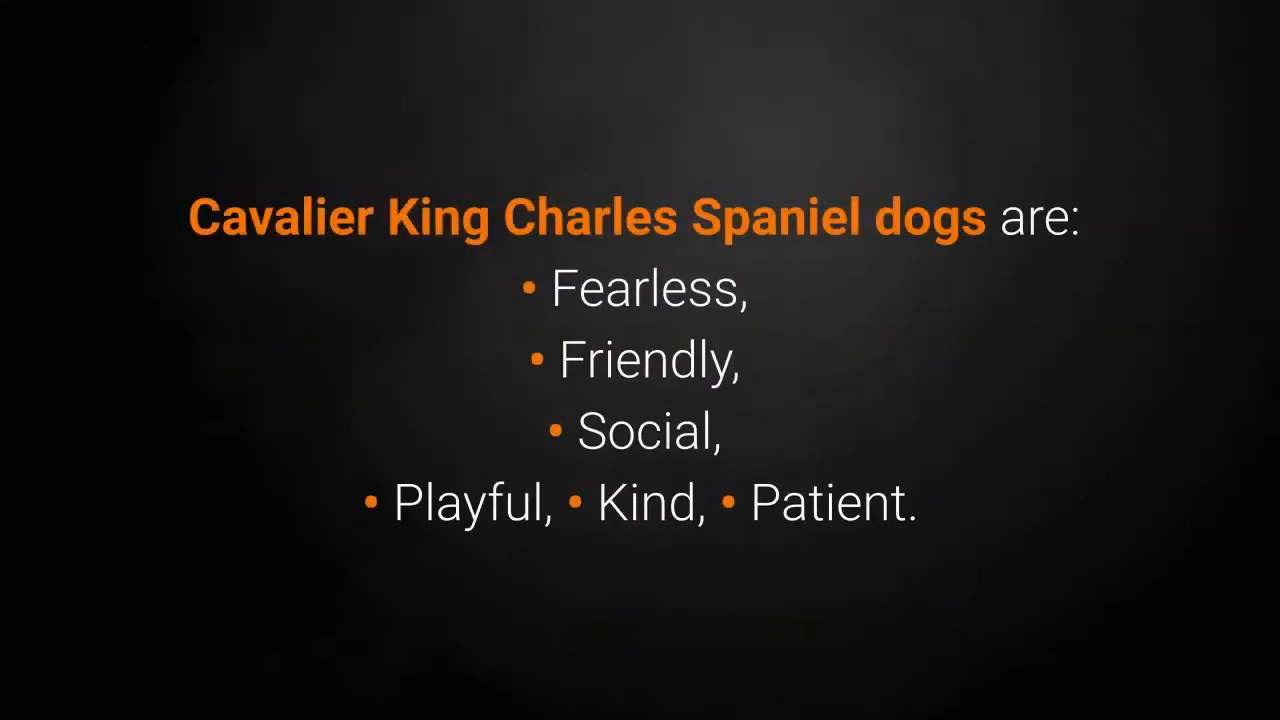 Cavalier King Charles Spaniel dogs are:
• Fearless,
• Friendly,
• Social,
• Playful, • Kind, • Patient.